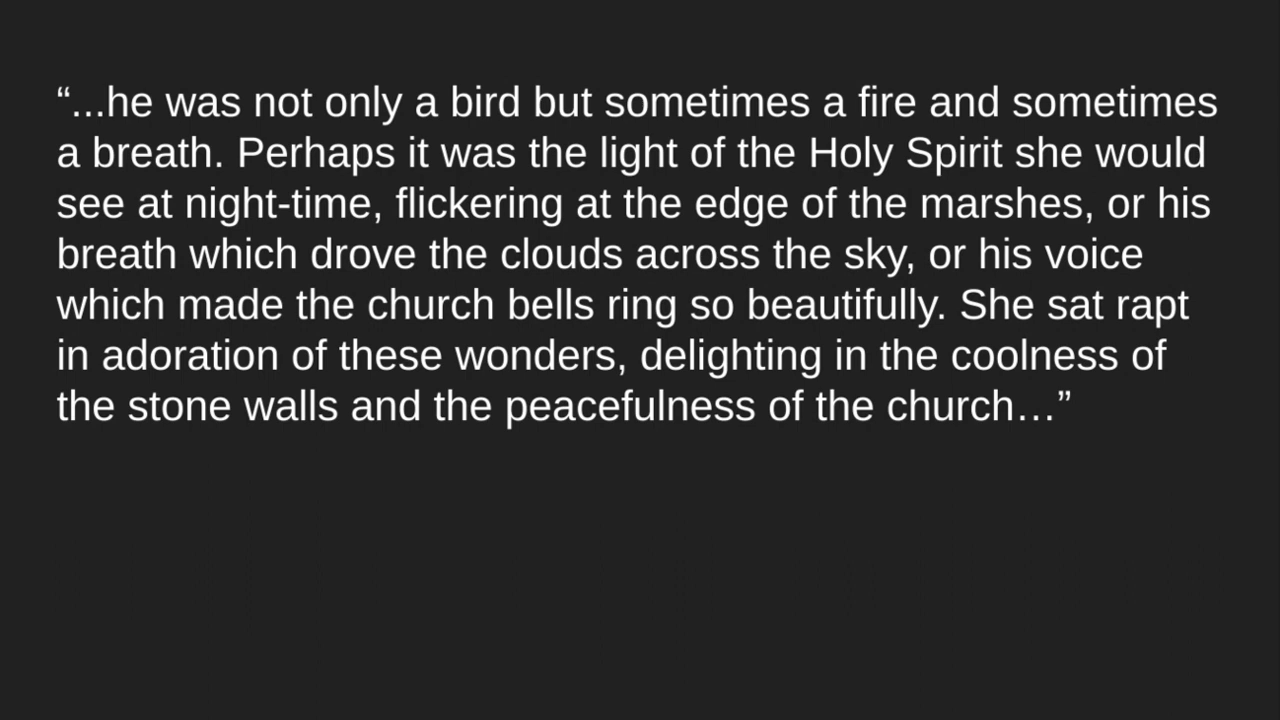 “...he was not only a bird but sometimes a fire and sometimes
a breath. Perhaps it was the light of the Holy Spirit she would
see at night-time, flickering at the edge of the marshes, or his
breath which drove the clouds across the sky, or his voice
which made the church bells ring so beautifully. She sat rapt
in adoration of these wonders, delighting in the coolness of
the stone walls and the peacefulness of the church…”